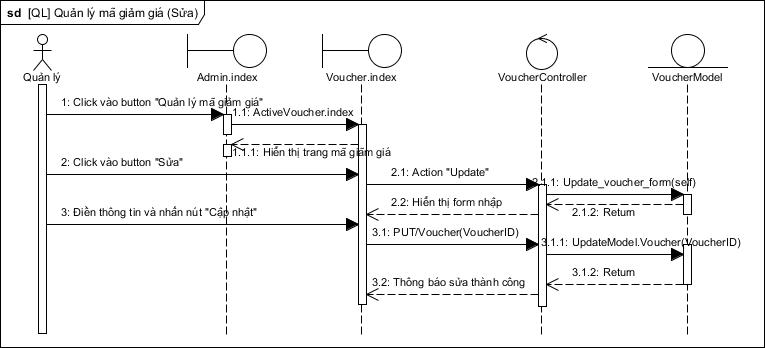 sd [QL] Quản lý mã giảm giá (Sửa)
Quản lý
Admin.index
Voucher.index
VoucherController
VoucherModel
1: Click vào button "Quản lý mã giảm giá"
1.1: ActiveVoucher.index
1.1.1: Hiển thị trang mã giảm giá
2: Click vào button "Sửa"
2.1: Action "Update"
2.1.1: Update_voucher_form(self)
2.1.2: Return
2.2: Hiển thị form nhập
3: Điền thông tin và nhấn nút "Cập nhật"
3.1: PUT/Voucher(VoucherID)
3.1.1: UpdateModel.Voucher(VoucherID)
3.1.2: Return
3.2: Thông báo sửa thành công